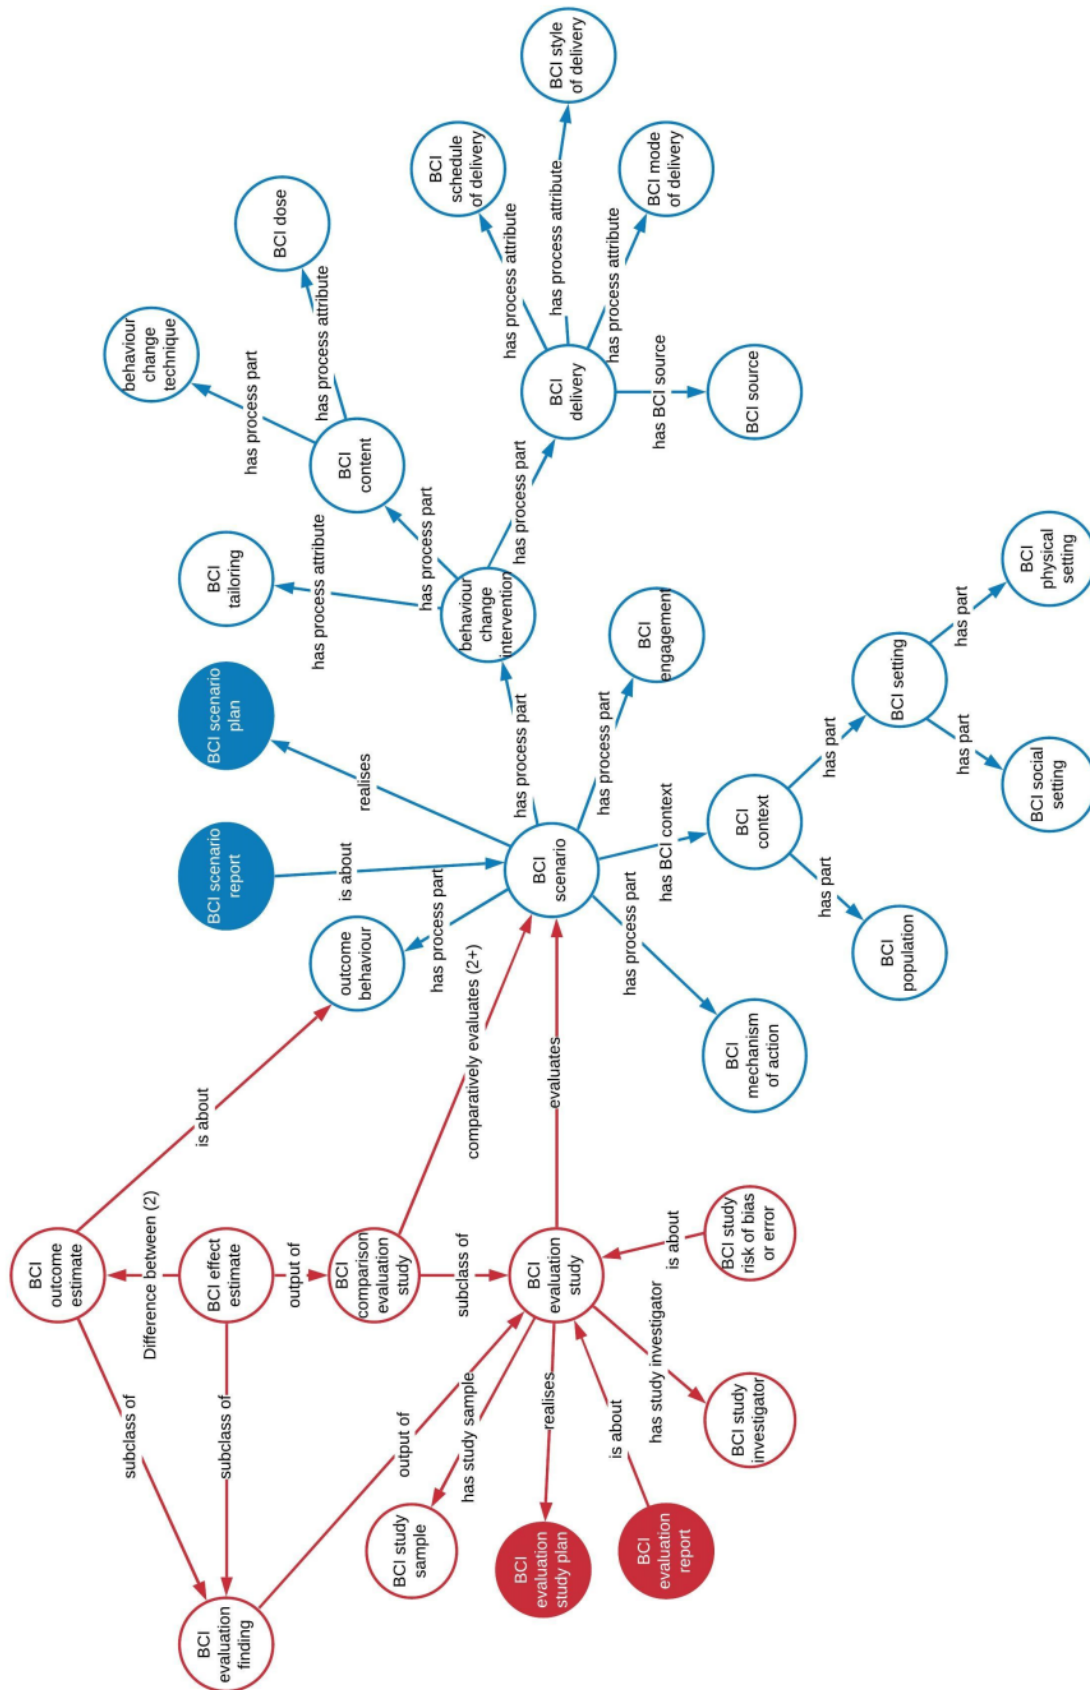 BCI
evaluation
finding
subclass of
subclass of
output of
BCI
outcome
estimate
Difference between (2)
BCI effect
estimate
output of
BCI
comparison
evaluation
study
subclass of
BCI
evaluation
study
is about
BCI study
risk of bias
or error
has study sample
BCI study
sample
realises
BCI
evaluation
study plan
is about
BCI
evaluation
report
has study investigator
BCI study
investigator
is about
comparatively evaluates (2+)
evaluates
outcome
behaviour
has process part
BCI scenario
report
is about
BCI scenario
plan
realises
BCI
scenario
has process part
BCI
mechanism
of action
has BCI context
BCI
context
has part
BCI
population
has part
BCI setting
has part
BCI social
setting
has part
BCI
physical
setting
has process part
BCI
engagement
has process part
behaviour
change
intervention
has process attribute
BCI
tailoring
has process part
BCI
content
has process part
behaviour
change
technique
has process attribute
BCI dose
has process part
BCI
delivery
has process attribute
BCI
schedule
of delivery
has process attribute
BCI style
of delivery
has process attribute
BCI mode
of delivery
has BCI source
BCI source